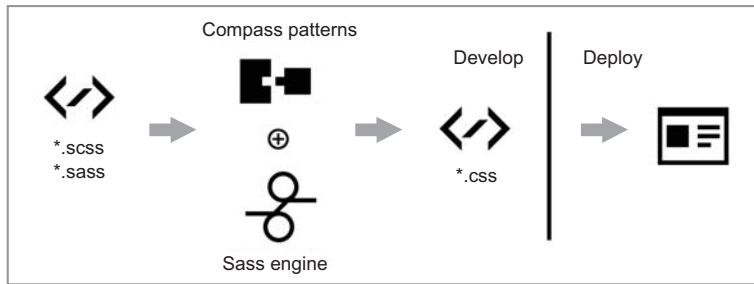 Compass patterns
Develop
Deploy
*.scss
*.sass
*.css
Sass engine